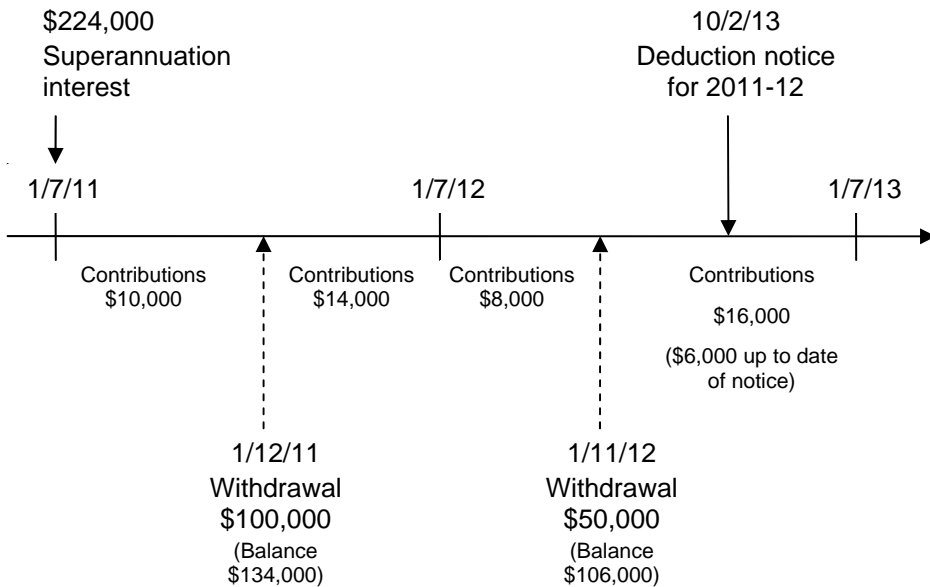 $224,000
Superannuation
interest
10/2/13
Deduction notice
for 2011-12
1/7/11
1/7/12
1/7/13
Contributions
$10,000
Contributions
$14,000
Contributions
$8,000
Contributions
$16,000
($6,000 up to date
of notice)
1/12/11
Withdrawal
$100,000
(Balance
$134,000)
1/11/12
Withdrawal
$50,000
(Balance
$106,000)